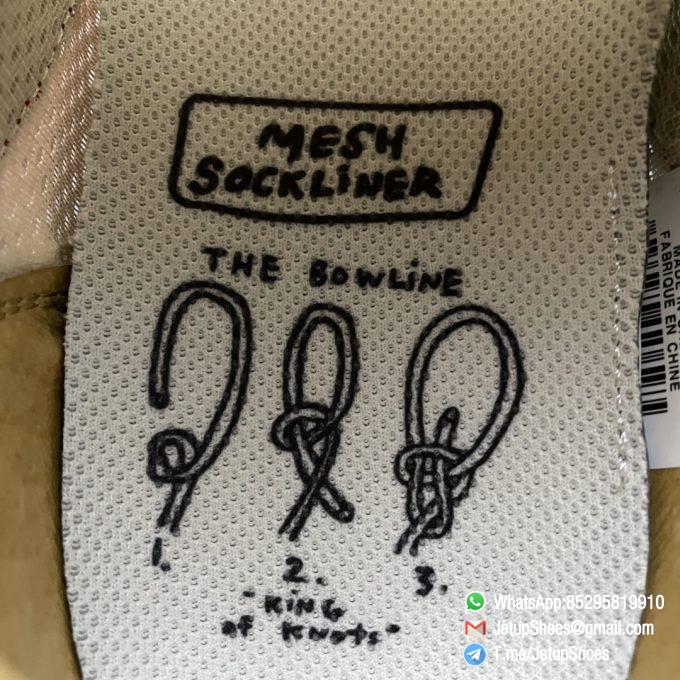 MESH
SOCKLiNER
THE BOWLiNE
1.
2.
3.
"KiNG
of KNots"
FABRIQUE EN CHINE
WhatsApp:85295819910
JetupShoes@gmail.com
T.me/JetupShoes